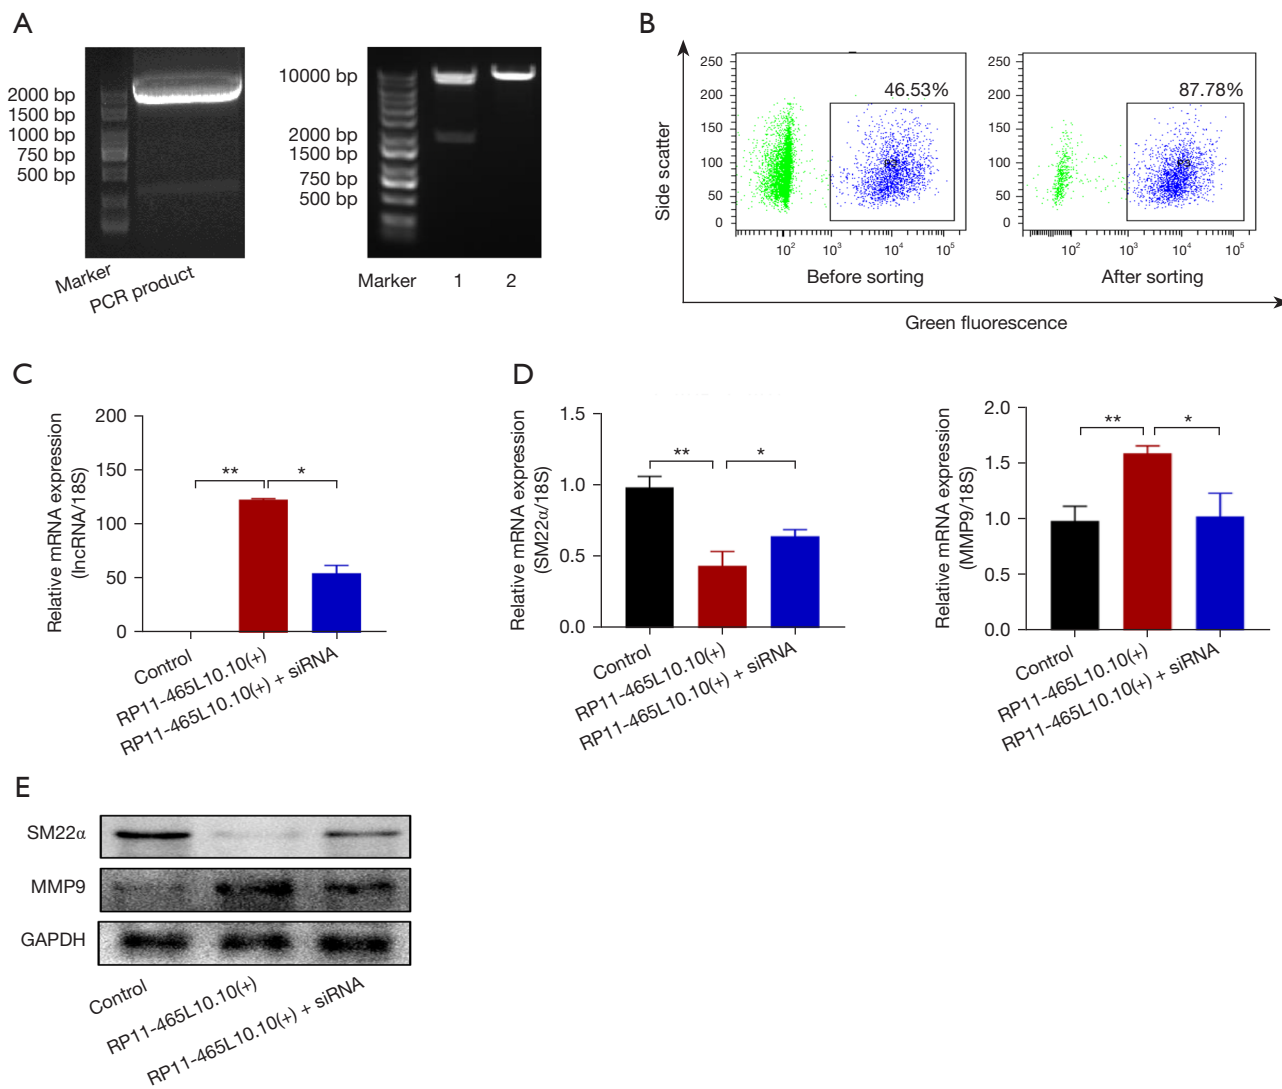 A
2000 bp
1500 bp
1000 bp
750 bp
500 bp
Marker
PCR product
10000 bp
2000 bp
1500 bp
750 bp
500 bp
Marker 1 2
B
Side scatter
250
200
150
100
50
0
46.53%
10² 10³ 10⁴ 10⁵
Before sorting
250
200
150
100
50
0
87.78%
10² 10³ 10⁴ 10⁵
After sorting
Green fluorescence
C
Relative mRNA expression
(lncRNA/18S)
200
150
100
50
0
** *
Control
RP11-465L10.10(+)
RP11-465L10.10(+) + siRNA
D
Relative mRNA expression
(SM22α/18S)
1.5
1.0
0.5
0.0
** *
Control
RP11-465L10.10(+)
RP11-465L10.10(+) + siRNA
Relative mRNA expression
(MMP9/18S)
2.0
1.5
1.0
0.5
0.0
** *
Control
RP11-465L10.10(+)
RP11-465L10.10(+) + siRNA
E
SM22α
MMP9
GAPDH
Control
RP11-465L10.10(+)
RP11-465L10.10(+) + siRNA